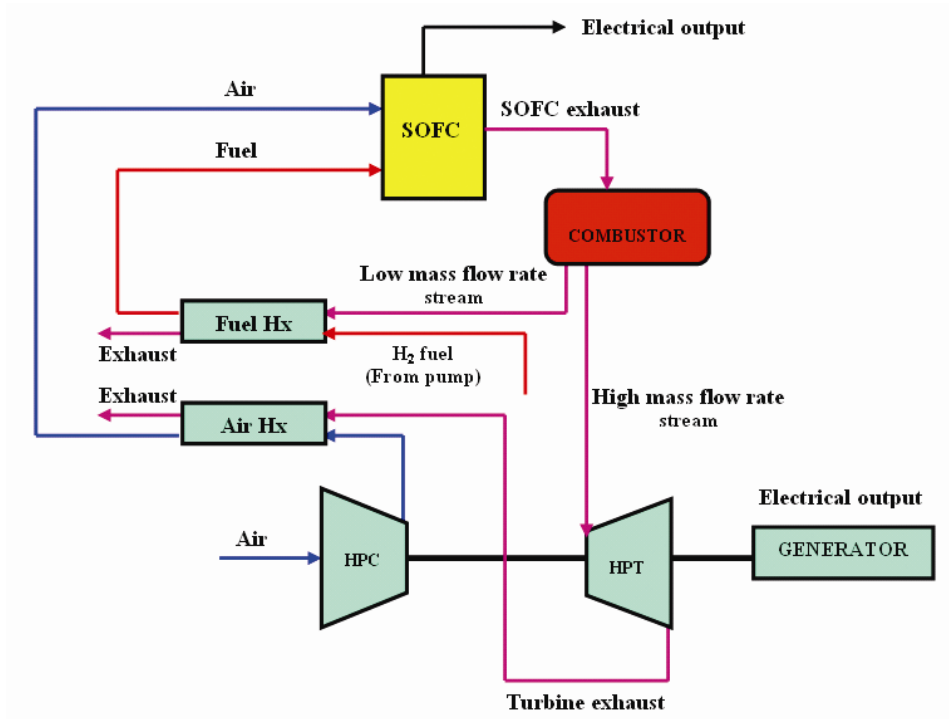 Electrical output
Air
SOFC exhaust
SOFC
Fuel
COMBUSTOR
Low mass flow rate
stream
Fuel Hx
Exhaust
H₂ fuel
(From pump)
Exhaust
High mass flow rate
stream
Air Hx
Electrical output
Air
GENERATOR
HPC
HPT
Turbine exhaust